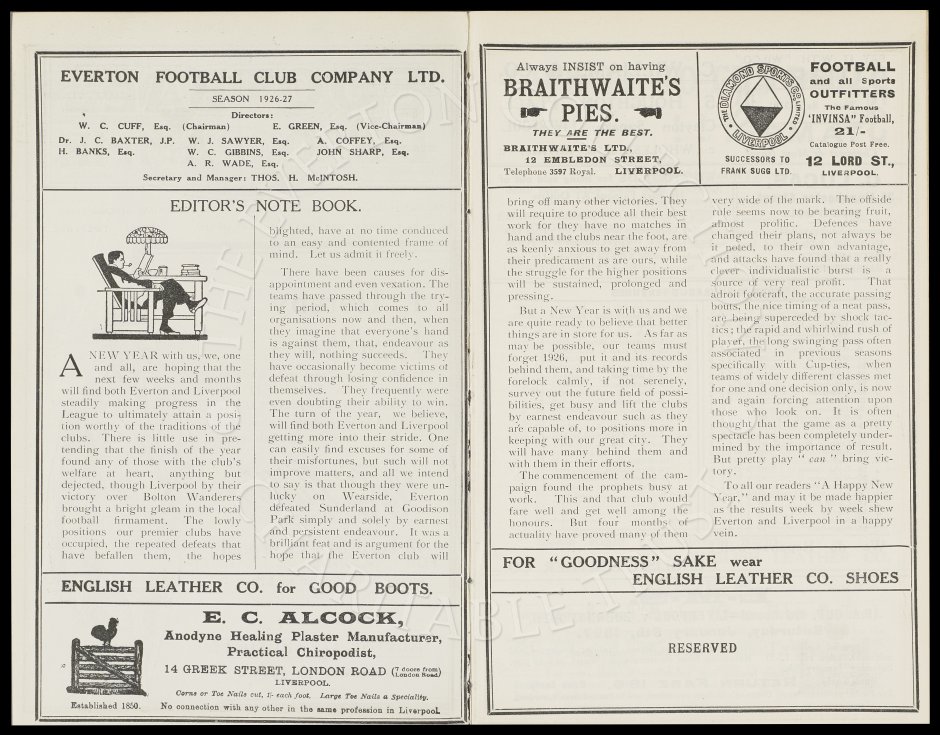 EVERTON FOOTBALL CLUB COMPANY LTD.
SEASON 1926-27
Directors:
W. C. CUFF, Esq. (Chairman) E. GREEN, Esq. (Vice-Chairman)
Dr. J. C. BAXTER, J.P. W. J. SAWYER, Esq. A. COFFEY, Esq.
H. BANKS, Esq. W. C. GIBBINS, Esq. JOHN SHARP, Esq.
A. R. WADE, Esq.
Secretary and Manager: THOS. H. McINTOSH.
EDITOR'S NOTE BOOK.
A NEW YEAR with us, we, one
and all, are hoping that the
next few weeks and months
will find both Everton and Liverpool
steadily making progress in the
League to ultimately attain a posi-
tion worthy of the traditions of the
clubs. There is little use in pre-
tending that the finish of the year
found any of those with the club's
welfare at heart, anything but
dejected, though Liverpool by their
victory over Bolton Wanderers
brought a bright gleam in the local
football firmament. The lowly
positions our premier clubs have
occupied, the repeated defeats that
have befallen them, the hopes
blighted, have at no time conduced
to an easy and contented frame of
mind. Let us admit it freely.
There have been causes for dis-
appointment and even vexation. The
teams have passed through the try-
ing period, which comes to all
organisations now and then, when
they imagine that everyone's hand
is against them, that, endeavour as
they will, nothing succeeds. They
have occasionally become victims of
defeat through losing confidence in
themselves. They frequently were
even doubting their ability to win.
The turn of the year, we believe,
will find both Everton and Liverpool
getting more into their stride. One
can easily find excuses for some of
their misfortunes, but such will not
improve matters, and all we intend
to say is that though they were un-
lucky on Wearside, Everton
defeated Sunderland at Goodison
Park simply and solely by earnest
and persistent endeavour. It was a
brilliant feat and is argument for the
hope that the Everton club will
ENGLISH LEATHER CO. for GOOD BOOTS.
E. C. ALCOCK,
Anodyne Healing Plaster Manufacturer,
Practical Chiropodist,
14 GREEK STREET, LONDON ROAD (7 doors from London Road)
LIVERPOOL.
Corns or Toe Nails cut, 1/- each foot. Large Toe Nails a Speciality.
Established 1850. No connection with any other in the same profession in Liverpool.
Always INSIST on having
BRAITHWAITE'S
PIES.
THEY ARE THE BEST.
BRAITHWAITE'S LTD.,
12 EMBLEDON STREET,
Telephone 3597 Royal. LIVERPOOL.
THE DIAMOND SPORTS CO. LIMITED
LIVERPOOL
SUCCESSORS TO
FRANK SUGG LTD.
FOOTBALL
and all Sports
OUTFITTERS
The Famous
"INVINSA" Football,
21/-
Catalogue Post Free.
12 LORD ST.,
LIVERPOOL.
bring off many other victories. They
will require to produce all their best
work for they have no matches in
hand and the clubs near the foot, are
as keenly anxious to get away from
their predicament as are ours, while
the struggle for the higher positions
will be sustained, prolonged and
pressing.
But a New Year is with us and we
are quite ready to believe that better
things are in store for us. As far as
may be possible, our teams must
forget 1926, put it and its records
behind them, and taking time by the
forelock calmly, if not serenely,
survey out the future field of possi-
bilities, get busy and lift the clubs
by earnest endeavour such as they
are capable of, to positions more in
keeping with our great city. They
will have many behind them and
with them in their efforts.
The commencement of the cam-
paign found the prophets busy at
work. This and that club would
fare well and get well among the
honours. But four months of
actuality have proved many of them
very wide of the mark. The offside
rule seems now to be bearing fruit,
almost prolific. Defences have
changed their plans, not always be
it noted, to their own advantage,
and attacks have found that a really
clever individualistic burst is a
source of very real profit. That
adroit footcraft, the accurate passing
bouts, the nice timing of a neat pass,
are being superceded by shock tac-
tics; the rapid and whirlwind rush of
player, the long swinging pass often
associated in previous seasons
specifically with Cup-ties, when
teams of widely different classes met
for one and one decision only, is now
and again forcing attention upon
those who look on. It is often
thought that the game as a pretty
spectacle has been completely under-
mined by the importance of result.
But pretty play "can" bring vic-
tory.
To all our readers "A Happy New
Year," and may it be made happier
as the results week by week shew
Everton and Liverpool in a happy
vein.
FOR "GOODNESS" SAKE wear
ENGLISH LEATHER CO. SHOES
RESERVED